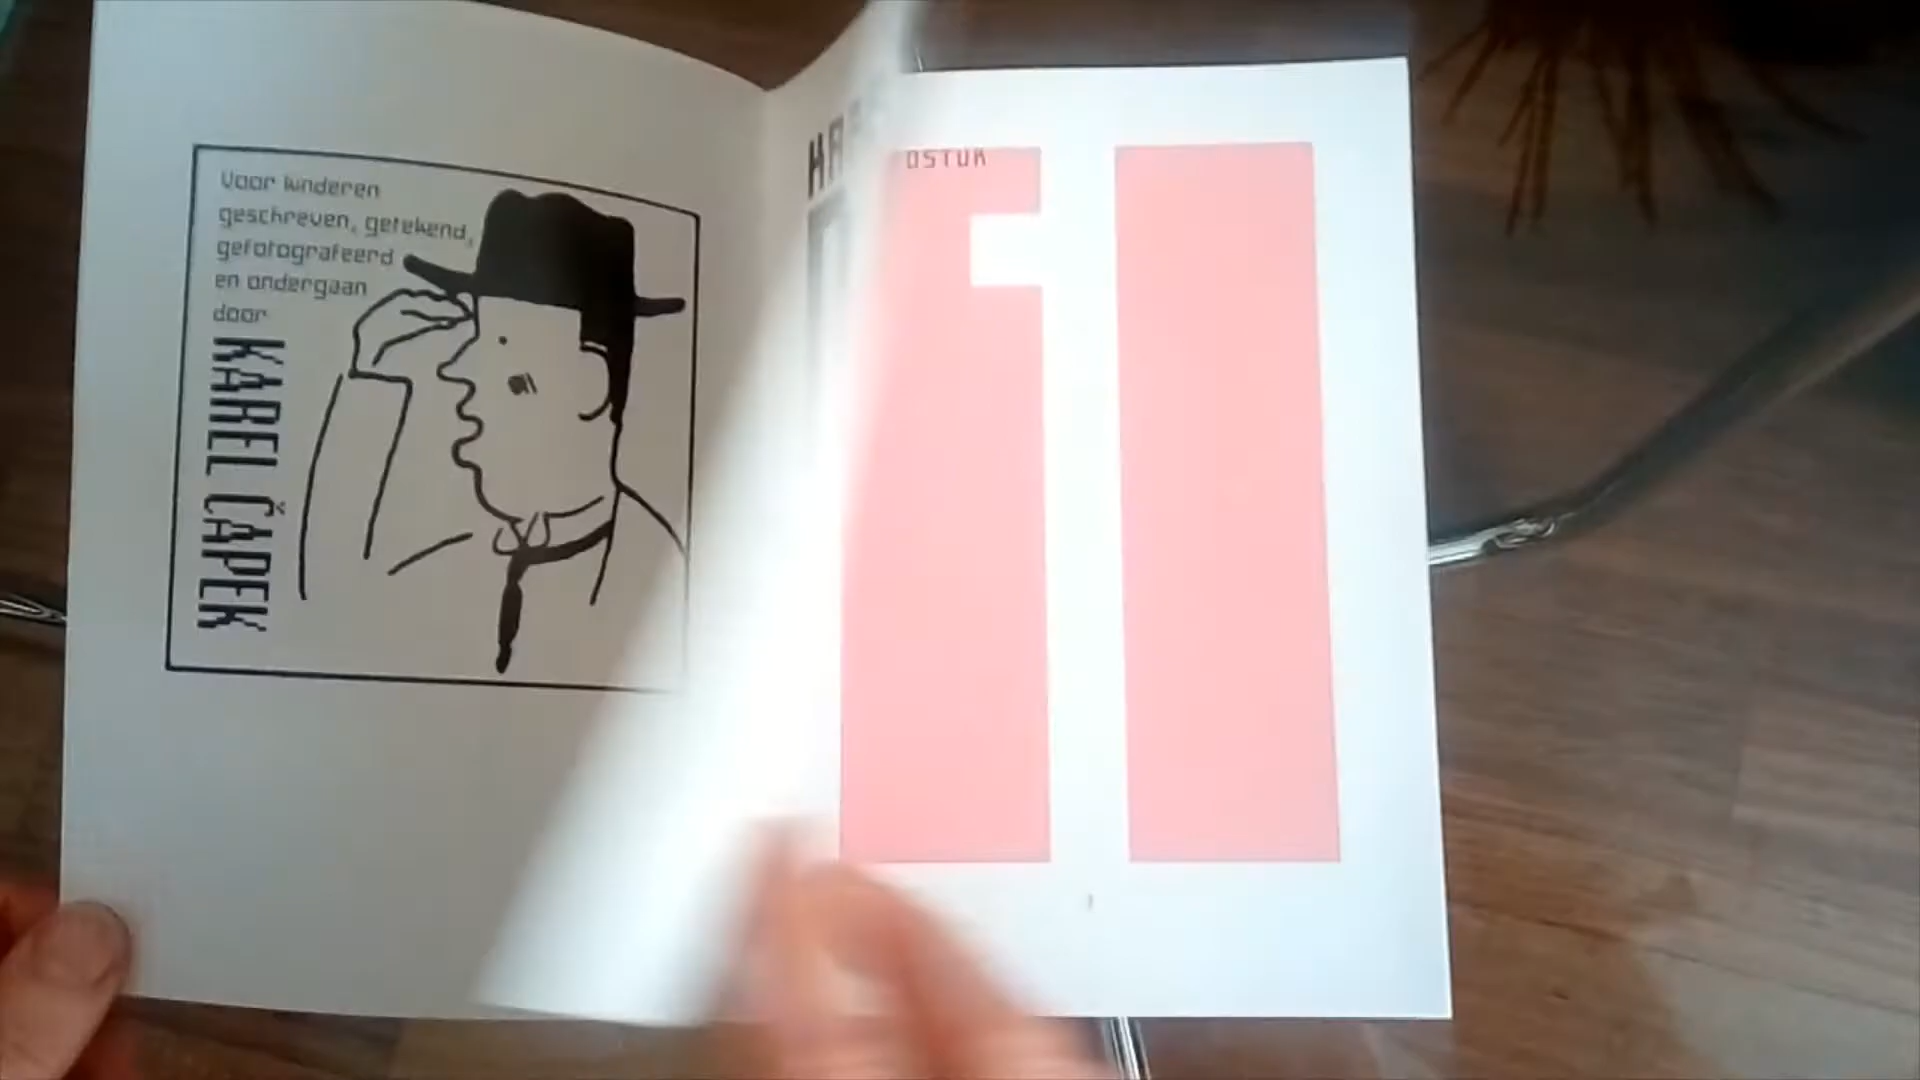 Voor kinderen
geschreven, getekend,
gefotografeerd
en ondergaan
door
KAREL ČAPEK